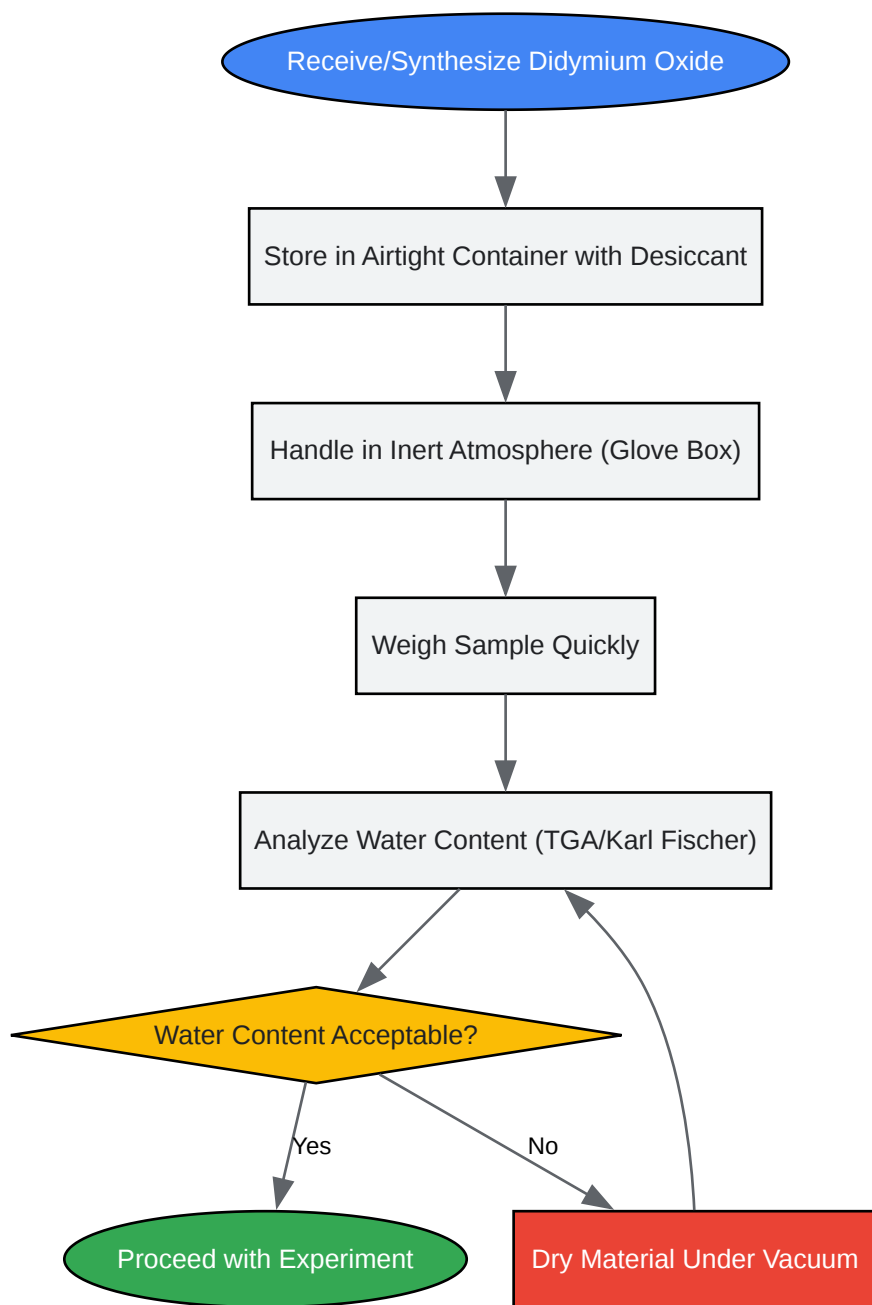 Receive/Synthesize Didymium Oxide
Store in Airtight Container with Desiccant
Handle in Inert Atmosphere (Glove Box)
Weigh Sample Quickly
Analyze Water Content (TGA/Karl Fischer)
Water Content Acceptable?
Yes
No
Proceed with Experiment
Dry Material Under Vacuum